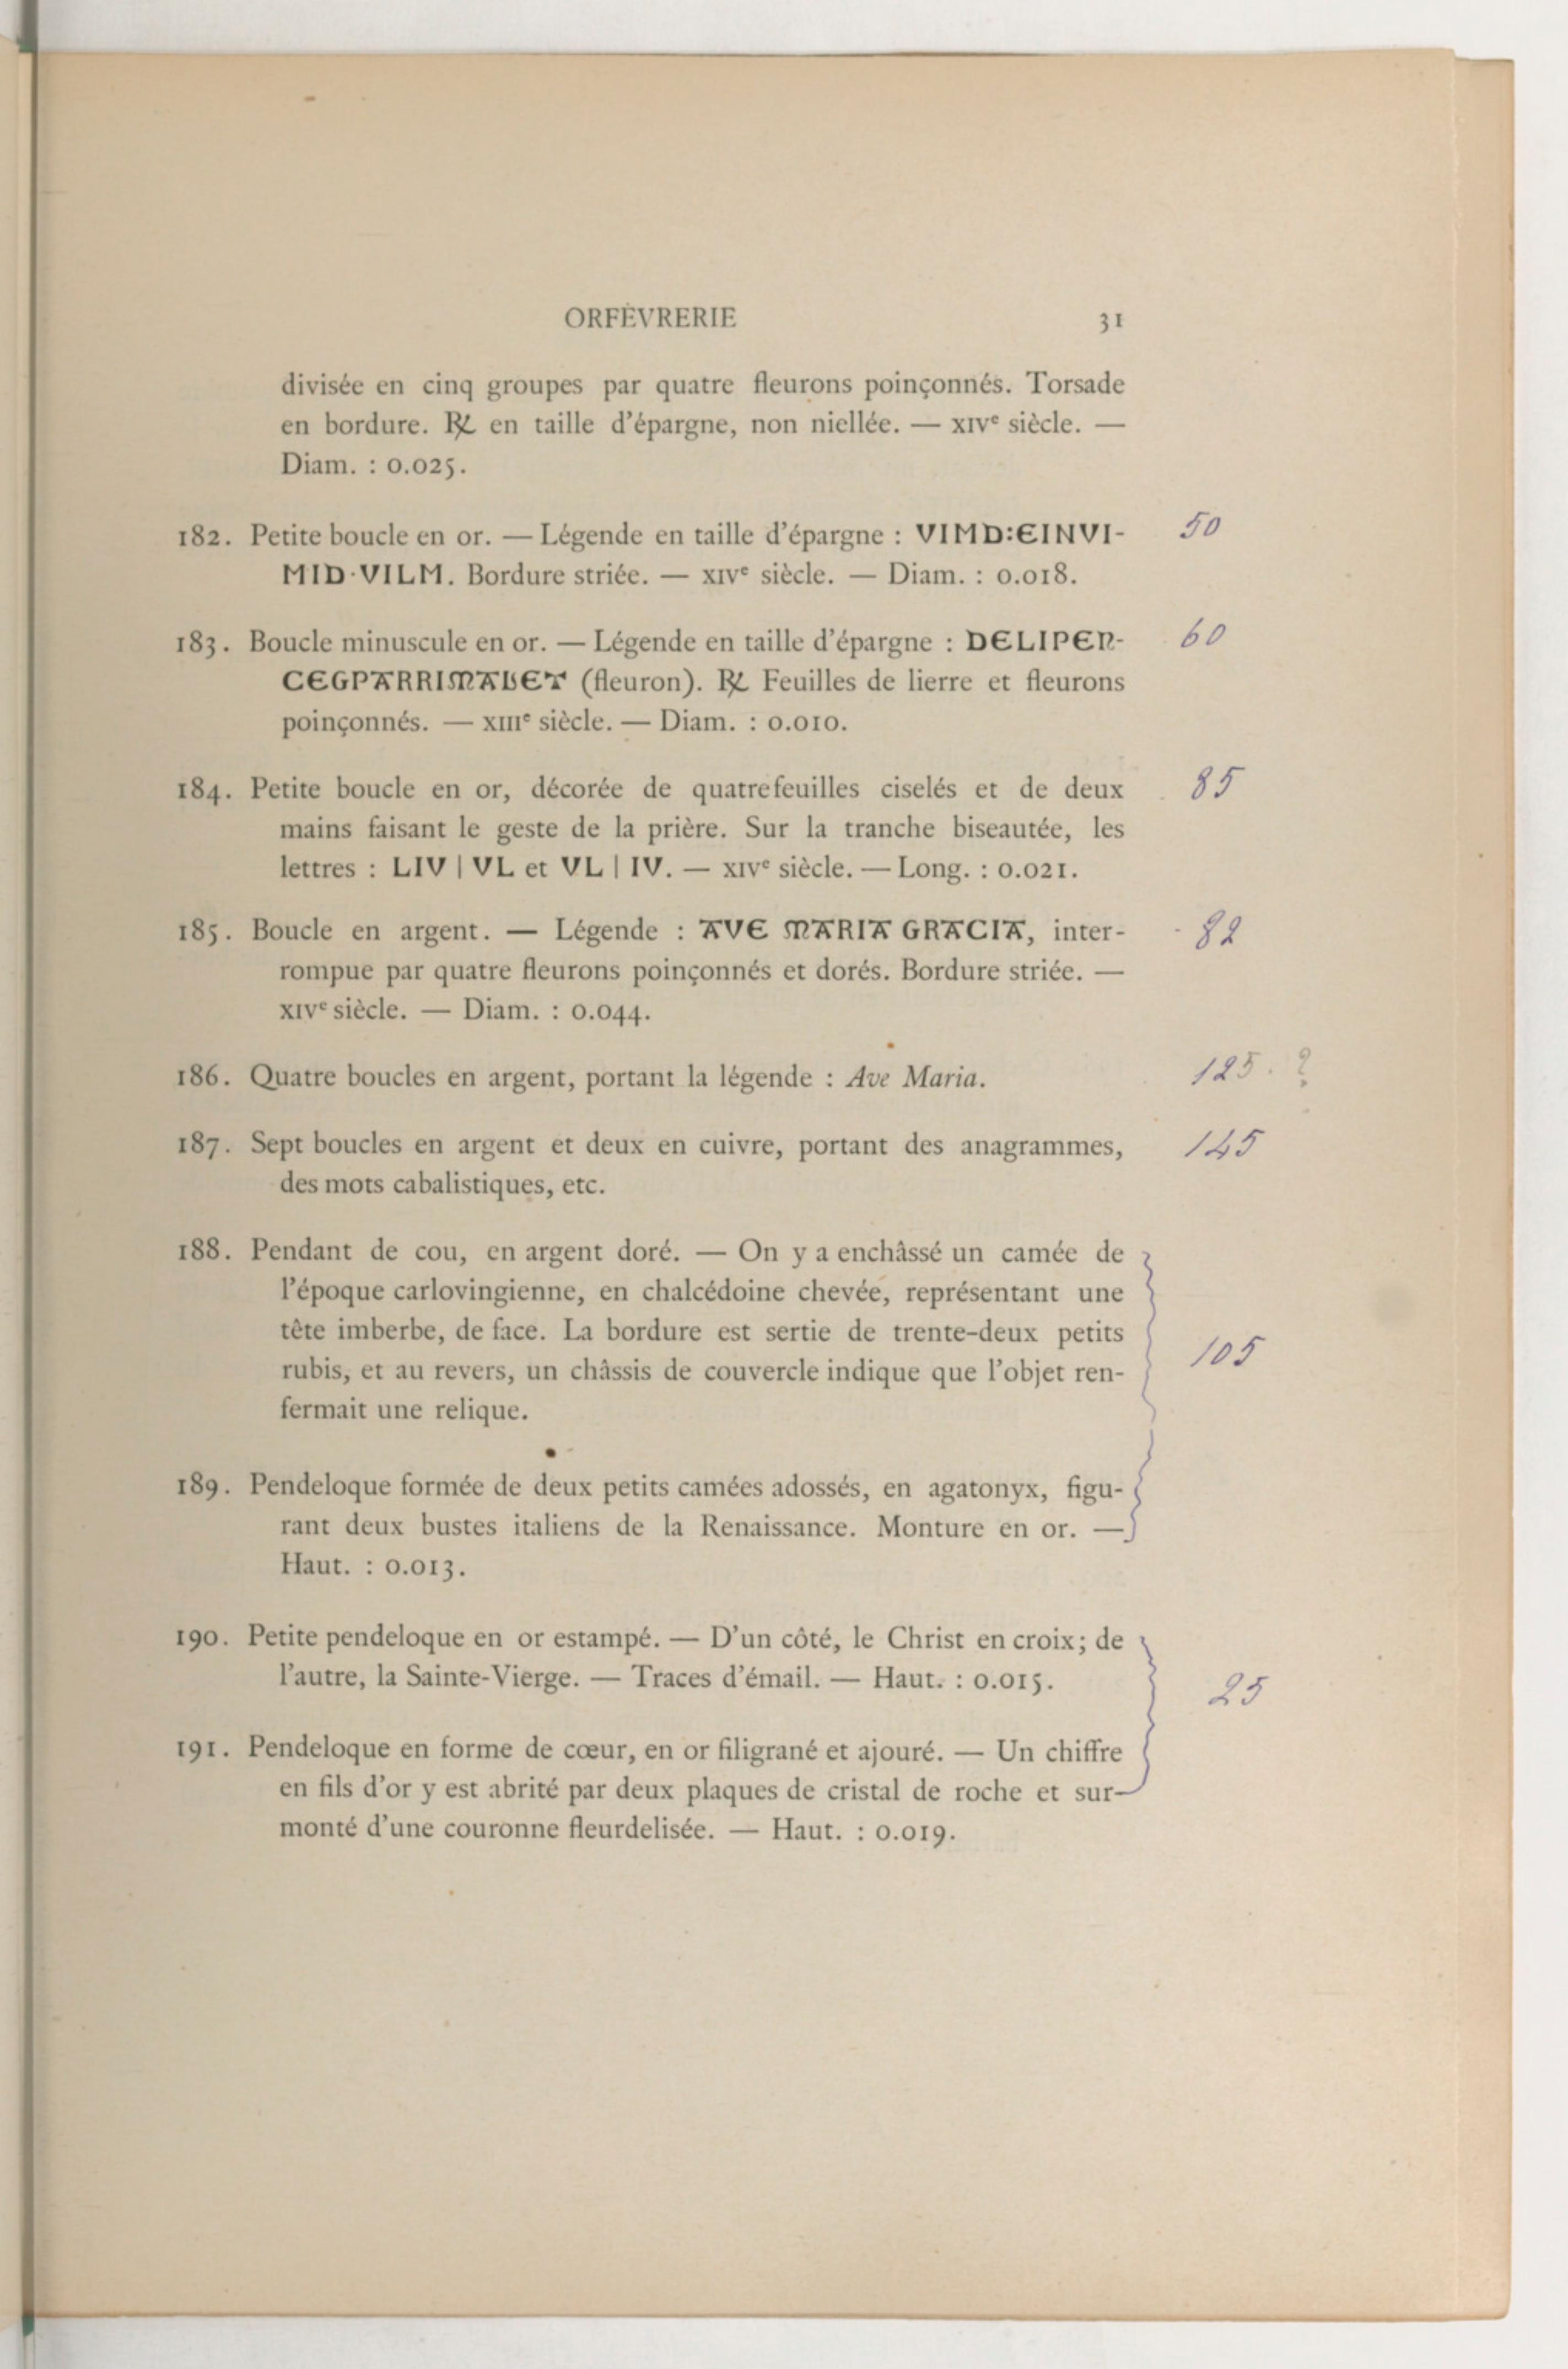 ORFÈVRERIE 31
divisée en cinq groupes par quatre fleurons poinçonnés. Torsade
en bordure. R⁄ en taille d'épargne, non niellée. — XIVe siècle. —
Diam. : 0.025.
182. Petite boucle en or. — Légende en taille d'épargne : VIMD:EINVI- 50
MID·VILM. Bordure striée. — XIVe siècle. — Diam. : 0.018.
183. Boucle minuscule en or. — Légende en taille d'épargne : DELIPEN- 60
CEGPARRIMABET (fleuron). R⁄ Feuilles de lierre et fleurons
poinçonnés. — XIIIe siècle. — Diam. : 0.010.
184. Petite boucle en or, décorée de quatrefeuilles ciselés et de deux 85
mains faisant le geste de la prière. Sur la tranche biseautée, les
lettres : LIV | VL et VL | IV. — XIVe siècle. — Long. : 0.021.
185. Boucle en argent. — Légende : AVE MARIA GRACIA, inter- 82
rompue par quatre fleurons poinçonnés et dorés. Bordure striée. —
XIVe siècle. — Diam. : 0.044.
186. Quatre boucles en argent, portant la légende : Ave Maria. 125. ?
187. Sept boucles en argent et deux en cuivre, portant des anagrammes, 145
des mots cabalistiques, etc.
188. Pendant de cou, en argent doré. — On y a enchâssé un camée de
l'époque carlovingienne, en chalcédoine chevée, représentant une
tête imberbe, de face. La bordure est sertie de trente-deux petits
rubis, et au revers, un châssis de couvercle indique que l'objet ren- 105
fermait une relique.
189. Pendeloque formée de deux petits camées adossés, en agatonyx, figu-
rant deux bustes italiens de la Renaissance. Monture en or. —
Haut. : 0.013.
190. Petite pendeloque en or estampé. — D'un côté, le Christ en croix; de
l'autre, la Sainte-Vierge. — Traces d'émail. — Haut. : 0.015. 25
191. Pendeloque en forme de cœur, en or filigrané et ajouré. — Un chiffre
en fils d'or y est abrité par deux plaques de cristal de roche et sur-
monté d'une couronne fleurdelisée. — Haut. : 0.019.